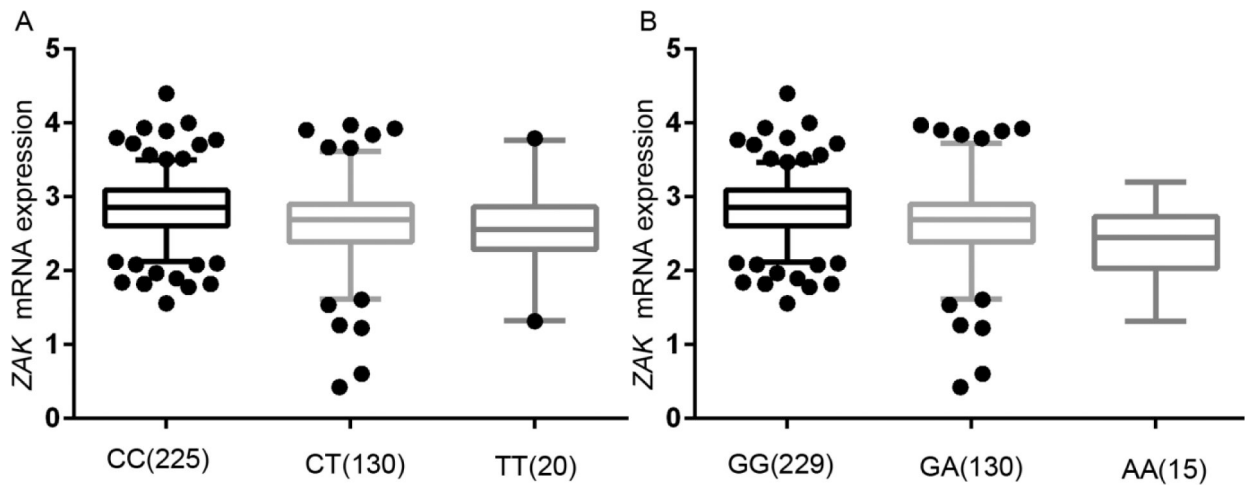 A
ZAK mRNA expression
5
4
3
2
1
0
CC(225)
CT(130)
TT(20)
B
ZAK mRNA expression
5
4
3
2
1
0
GG(229)
GA(130)
AA(15)